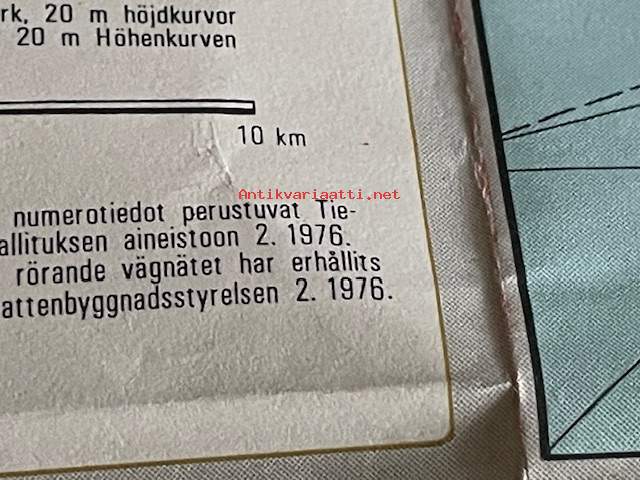 rk, 20 m höjdkurvor
20 m Höhenkurven
10 km
Antikvariaatti.net
numerotiedot perustuvat Tie-
allituksen aineistoon 2. 1976.
rörande vägnätet har erhållits
attenbyggnadsstyrelsen 2. 1976.